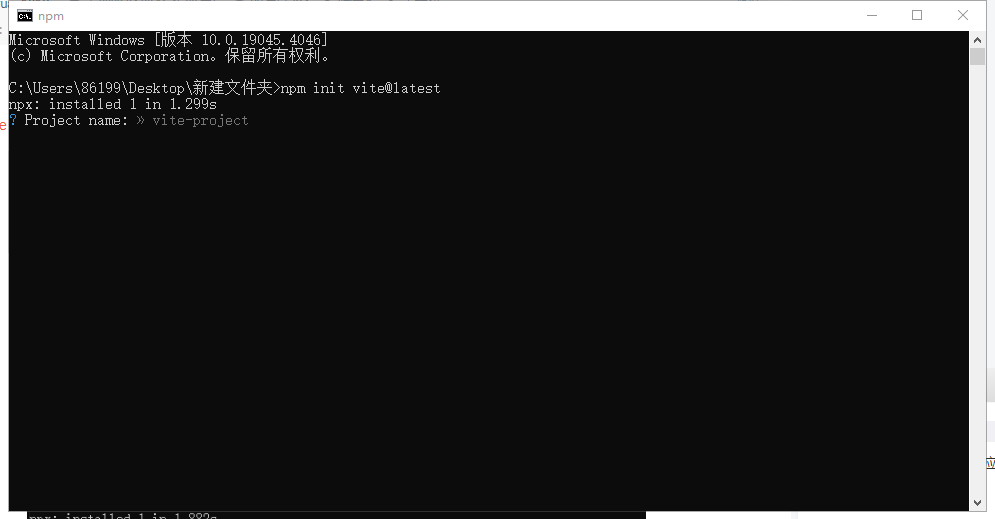 npm
Microsoft Windows [版本 10.0.19045.4046]
(c) Microsoft Corporation。保留所有权利。
C:\Users\86199\Desktop\新建文件夹>npm init vite@latest
npx: installed 1 in 1.299s
? Project name: » vite-project
npx: installed 1 in 1.882s